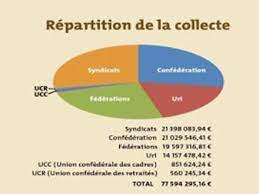 Répartition de la collecte
Syndicats
Confédération
UCR
UCC
Fédérations
Uri
Syndicats 21 398 083,94 €
Confédération 21 029 546,41 €
Fédérations 19 597 316,81 €
Uri 14 157 478,42 €
UCC (Union confédérale des cadres) 851 624,24 €
UCR (Union confédérale des retraités) 560 245,34 €
TOTAL 77 594 295,16 €